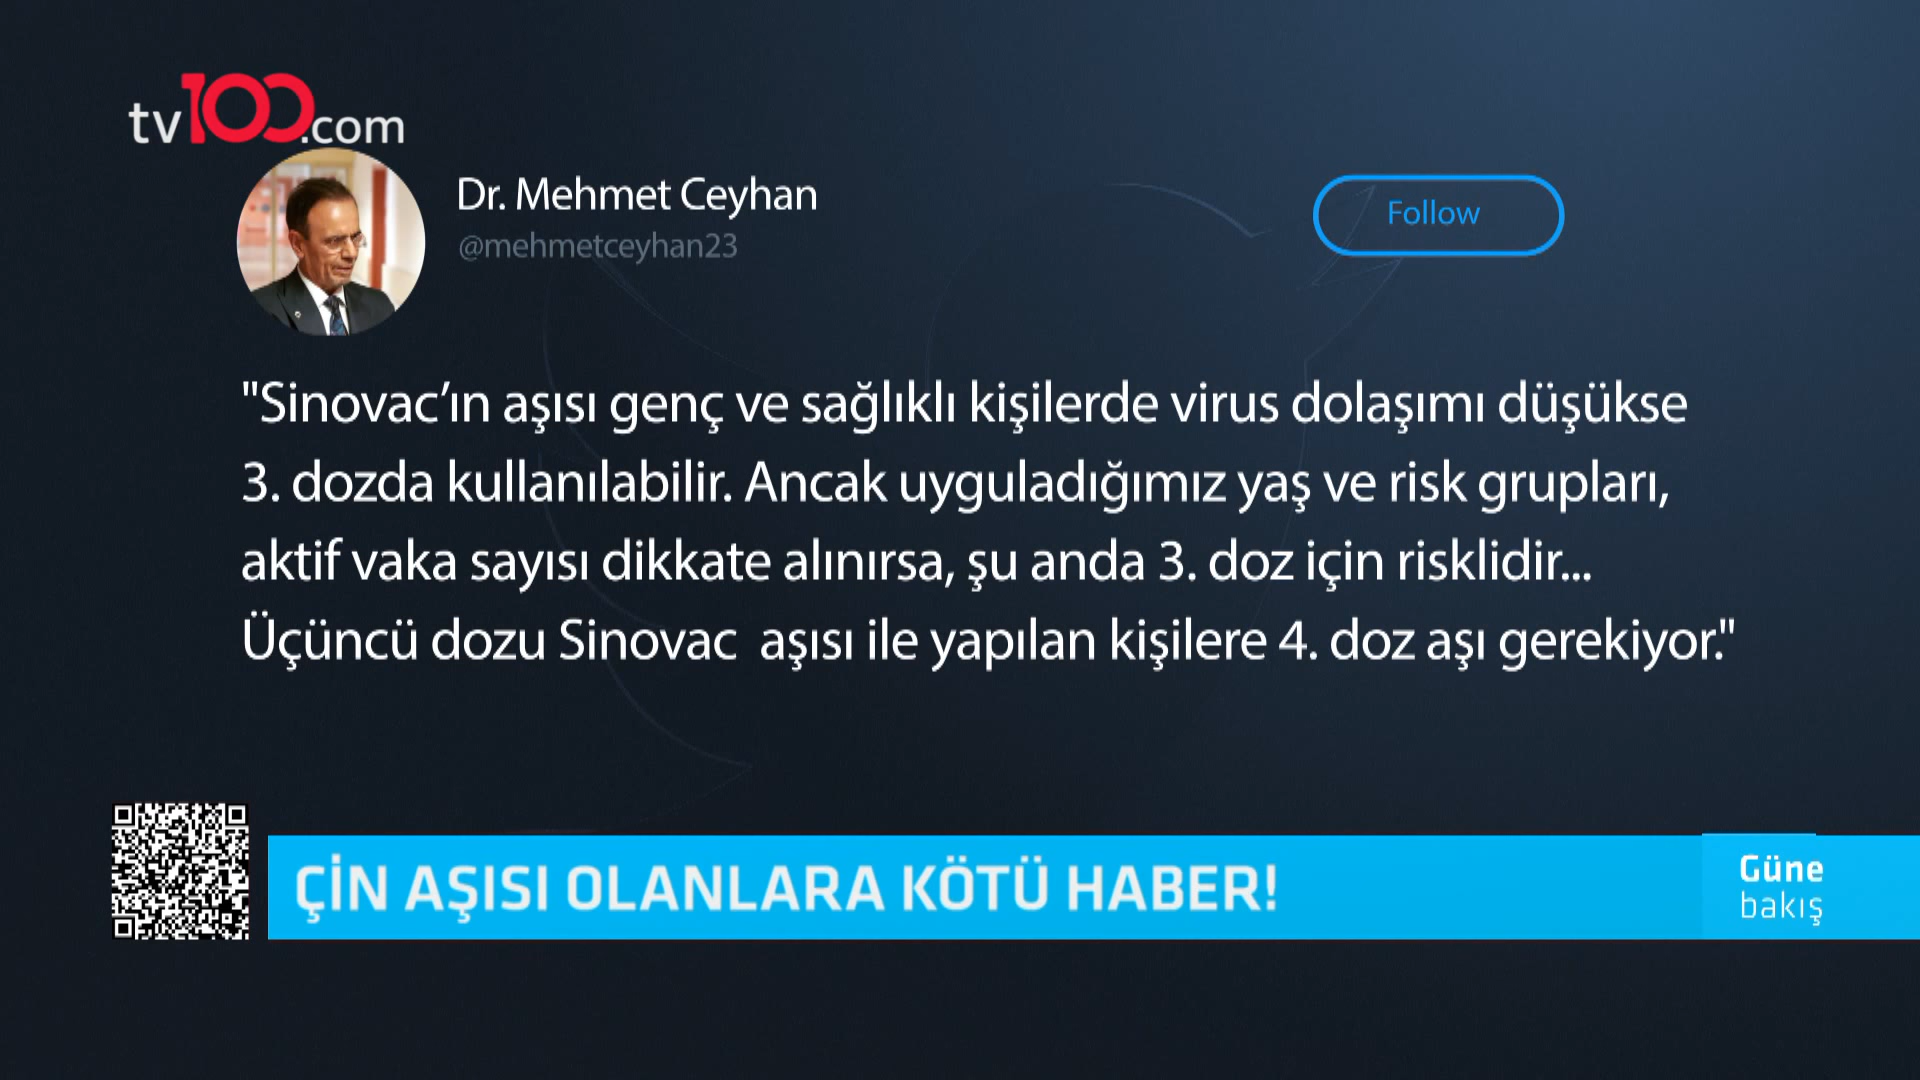 tv100.com
Dr. Mehmet Ceyhan
@mehmetceyhan23
Follow
"Sinovac’ın aşısı genç ve sağlıklı kişilerde virus dolaşımı düşükse
3. dozda kullanılabilir. Ancak uyguladığımız yaş ve risk grupları,
aktif vaka sayısı dikkate alınırsa, şu anda 3. doz için risklidir...
Üçüncü dozu Sinovac  aşısı ile yapılan kişilere 4. doz aşı gerekiyor."
ÇİN AŞISI OLANLARA KÖTÜ HABER!
Güne
bakış